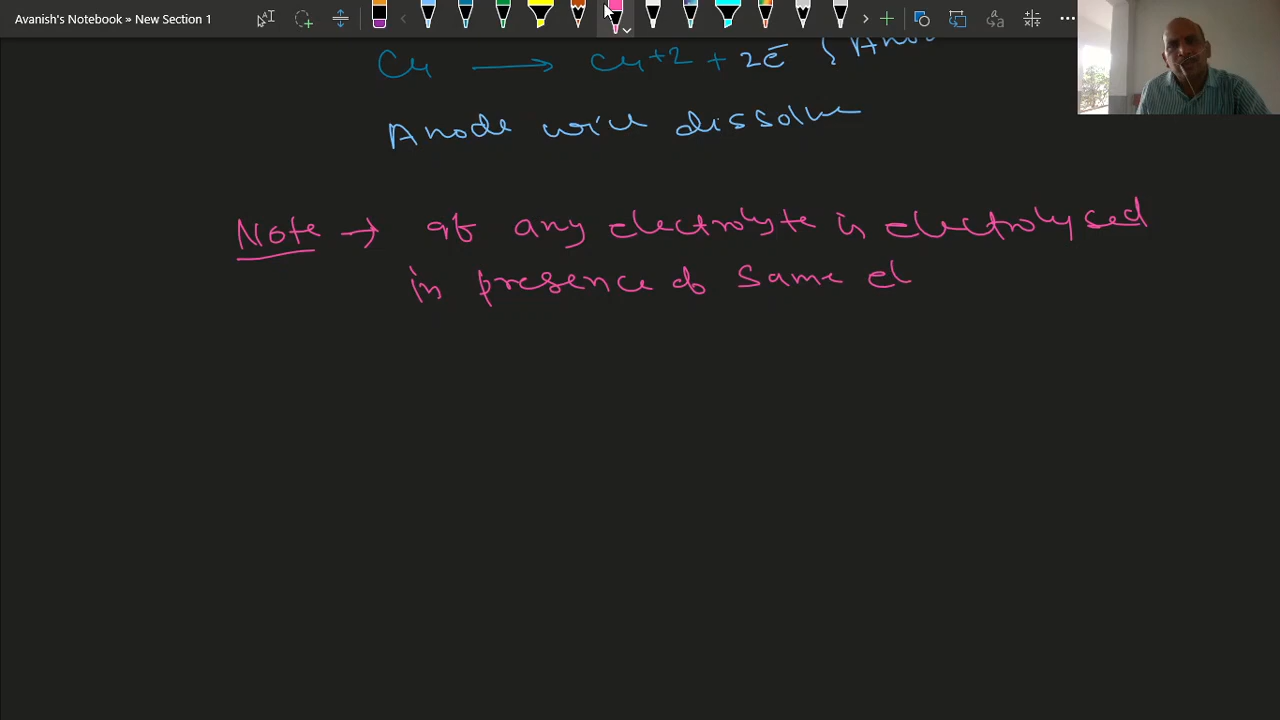 Avanish's Notebook » New Section 1
Cu → Cu+2 + 2e⁻ { Ano
Anode will dissolve
Note → If any electrolyte is electrolysed
in presence of same el